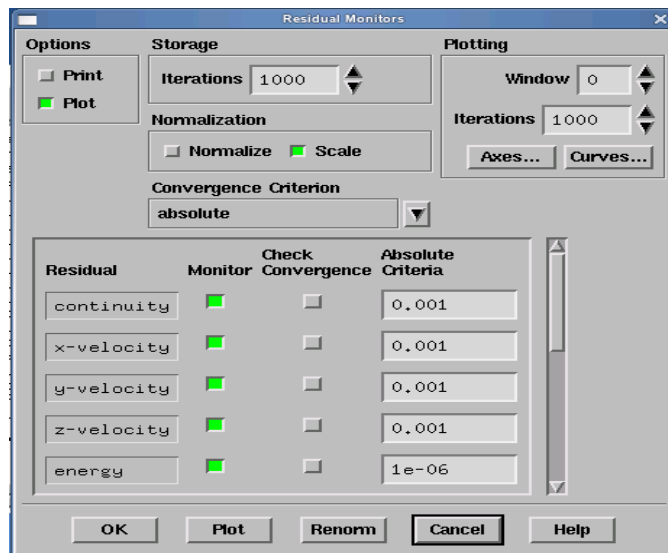 Residual Monitors
Options
Print
Plot
Storage
Iterations 1000
Normalization
Normalize Scale
Convergence Criterion
absolute
Plotting
Window 0
Iterations 1000
Axes... Curves...
Residual Monitor Check Convergence Absolute Criteria
continuity 0.001
x-velocity 0.001
y-velocity 0.001
z-velocity 0.001
energy 1e-06
OK Plot Renorm Cancel Help